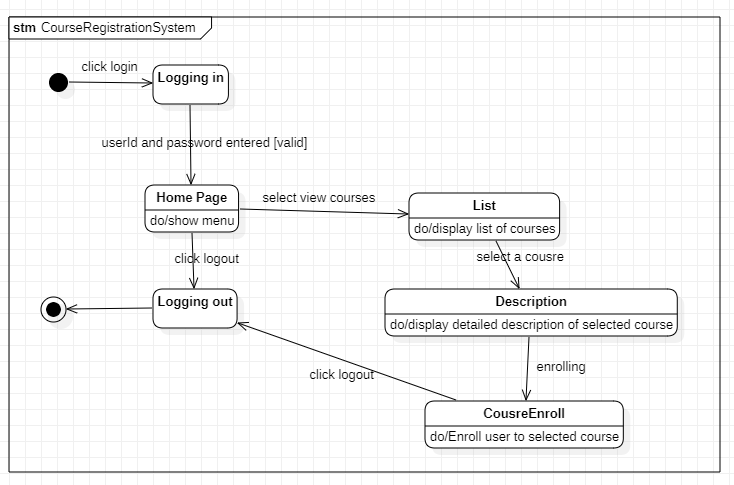 stm CourseRegistrationSystem
click login
Logging in
userId and password entered [valid]
Home Page
do/show menu
select view courses
List
do/display list of courses
click logout
select a cousre
Logging out
Description
do/display detailed description of selected course
enrolling
click logout
CousreEnroll
do/Enroll user to selected course